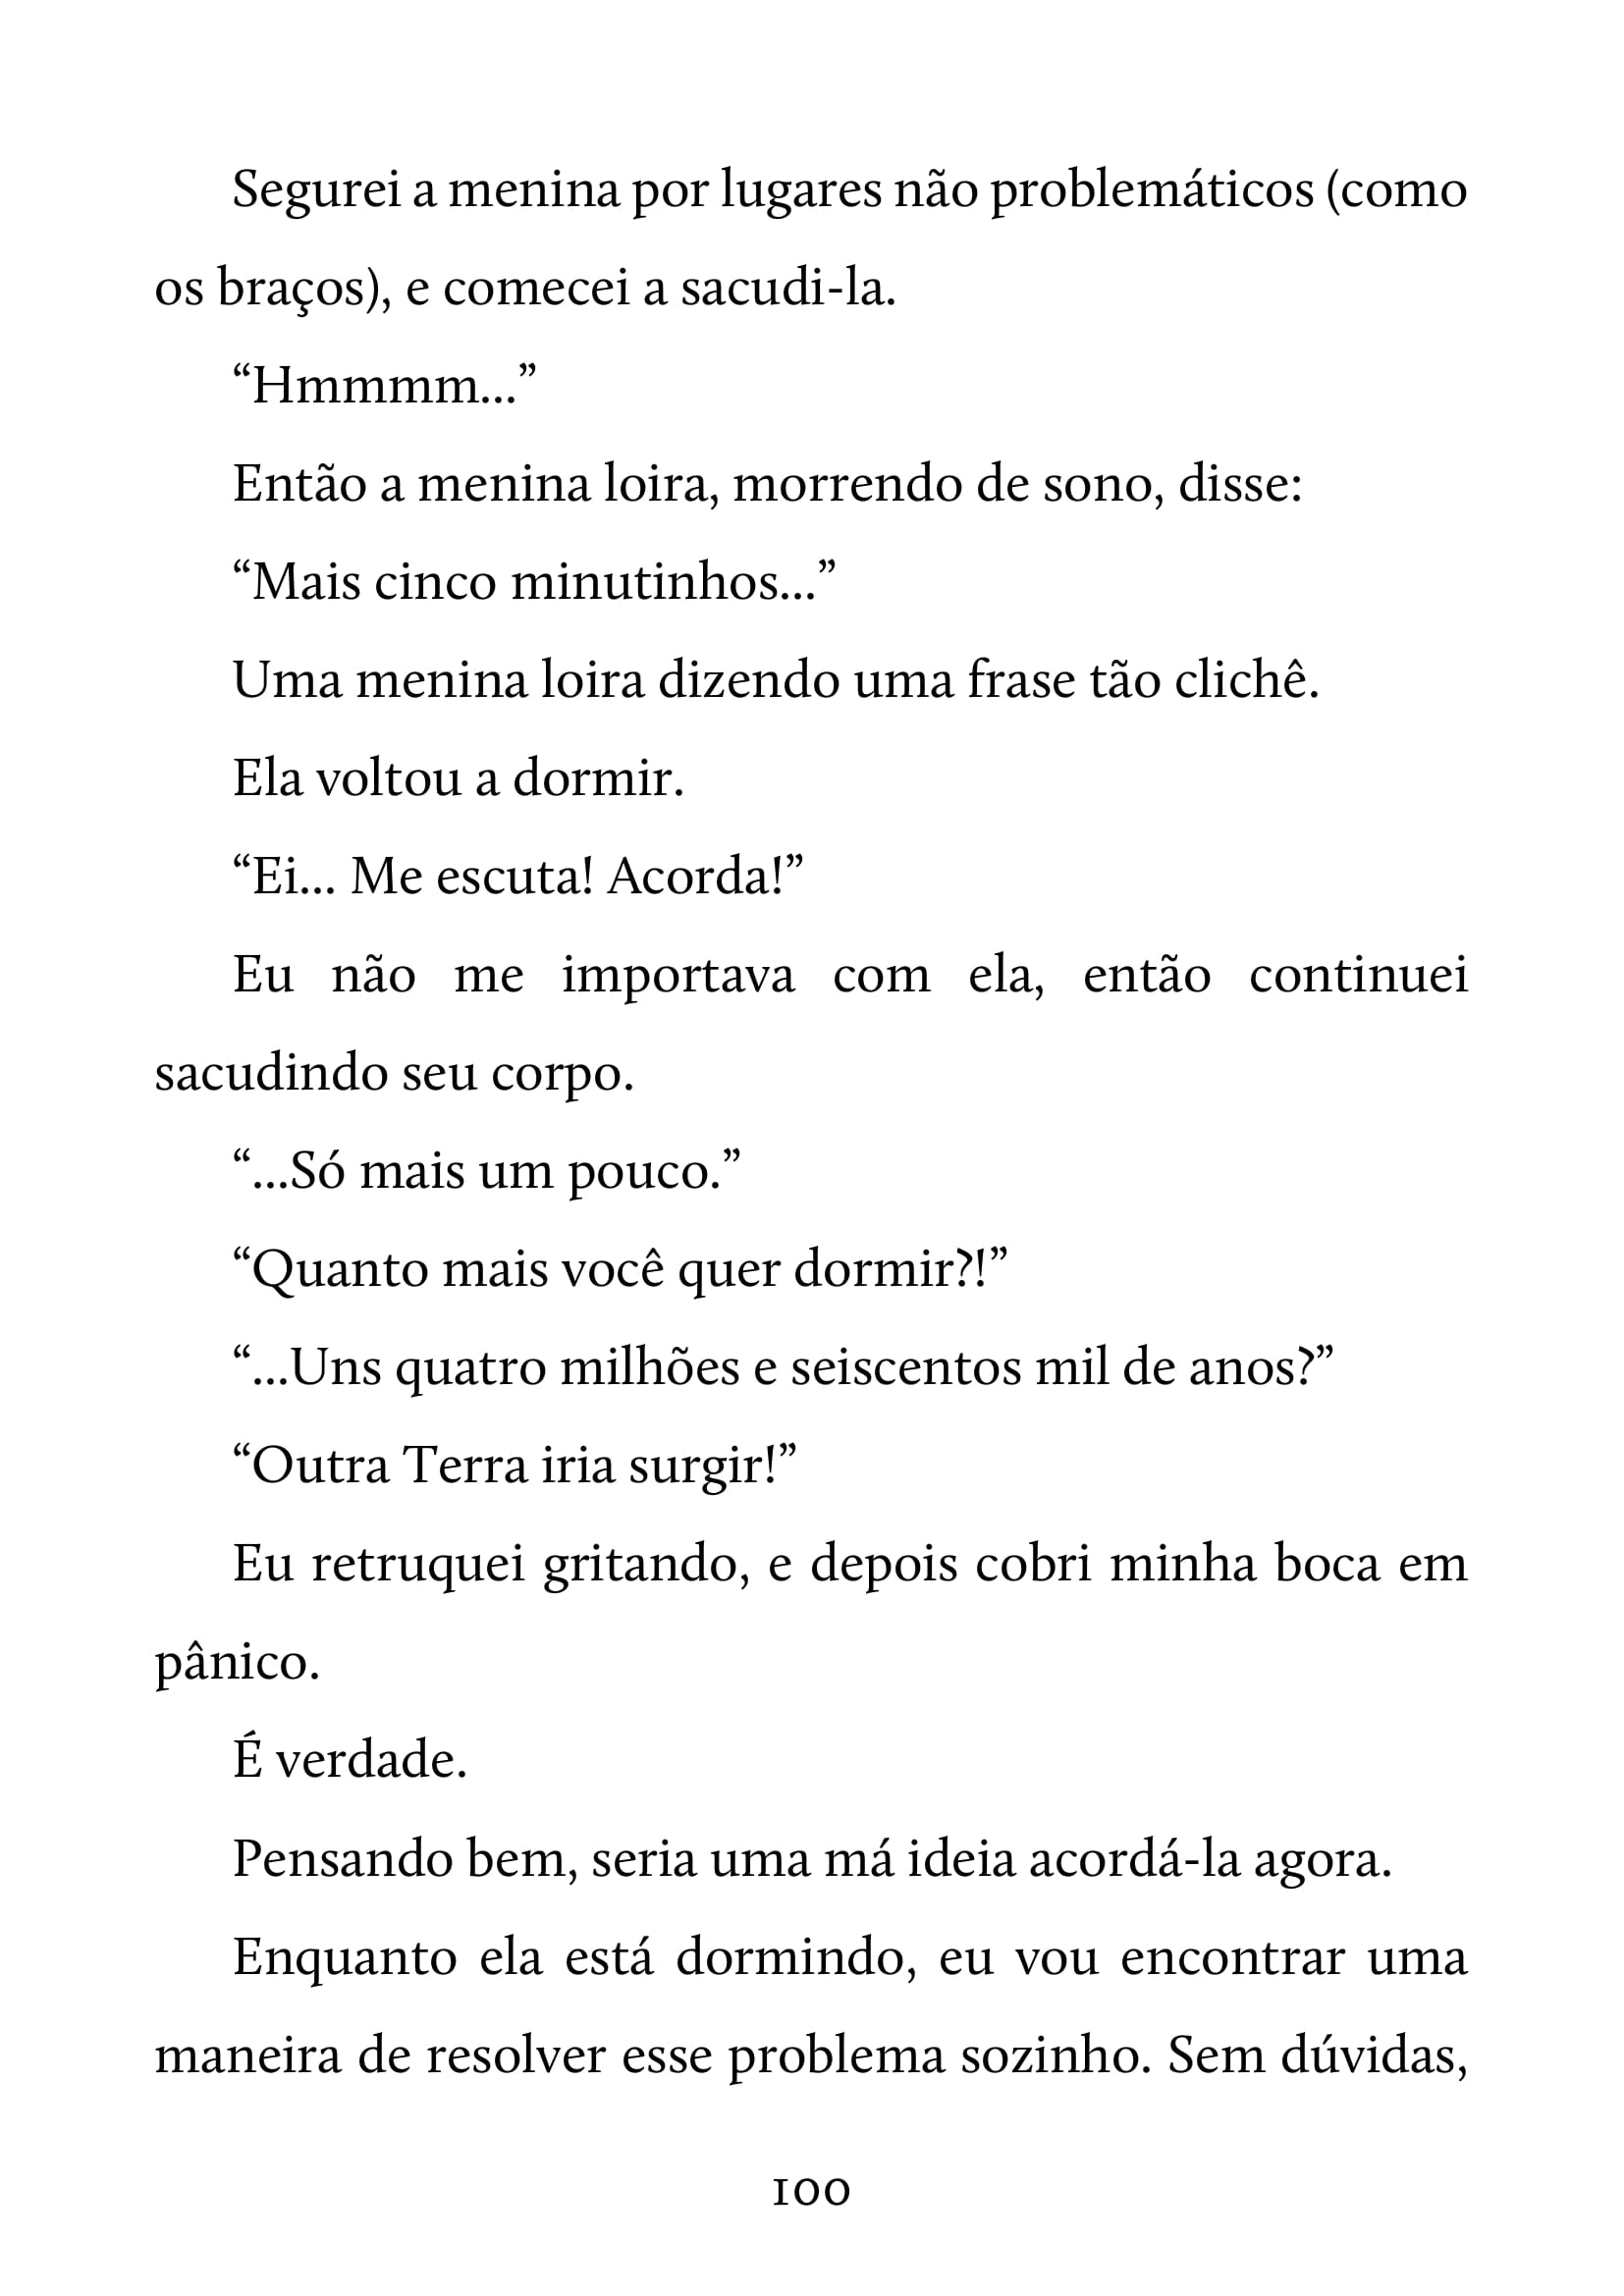 Segurei a menina por lugares não problemáticos (como
os braços), e comecei a sacudi-la.
“Hmmmm...”
Então a menina loira, morrendo de sono, disse:
“Mais cinco minutinhos...”
Uma menina loira dizendo uma frase tão clichê.
Ela voltou a dormir.
“Ei... Me escuta! Acorda!”
Eu não me importava com ela, então continuei
sacudindo seu corpo.
“...Só mais um pouco.”
“Quanto mais você quer dormir?!”
“...Uns quatro milhões e seiscentos mil de anos?”
“Outra Terra iria surgir!”
Eu retruquei gritando, e depois cobri minha boca em
pânico.
É verdade.
Pensando bem, seria uma má ideia acordá-la agora.
Enquanto ela está dormindo, eu vou encontrar uma
maneira de resolver esse problema sozinho. Sem dúvidas,
100